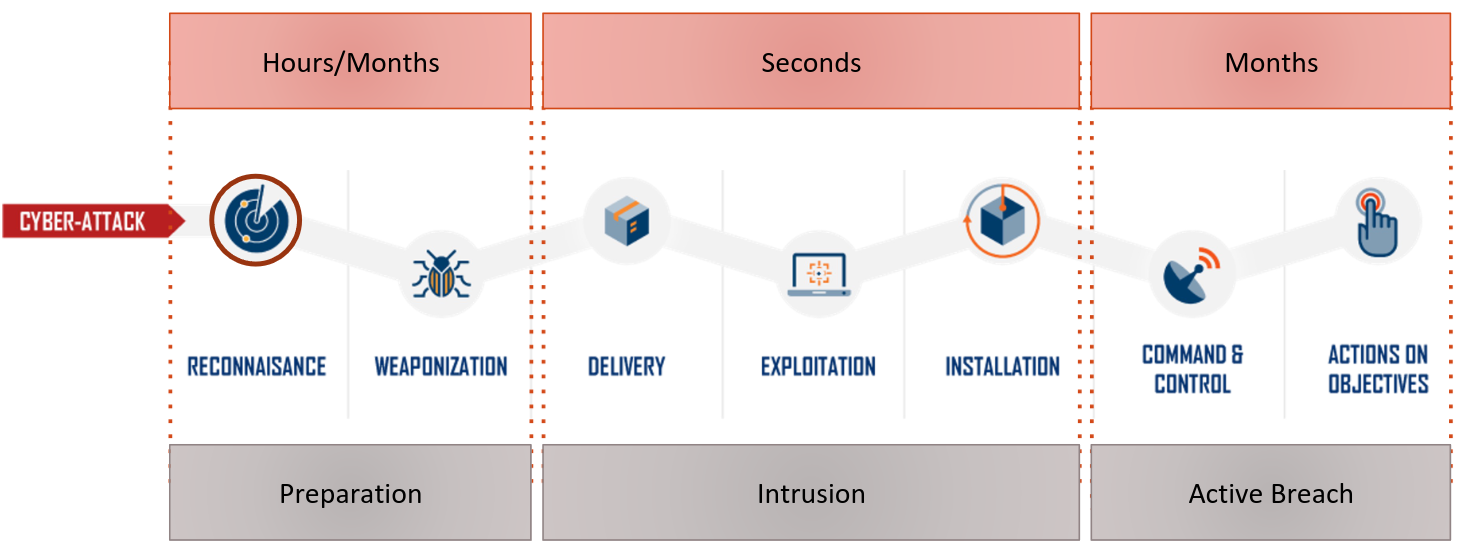 Hours/Months
Seconds
Months
CYBER-ATTACK
RECONNAISANCE
WEAPONIZATION
DELIVERY
EXPLOITATION
INSTALLATION
COMMAND &
CONTROL
ACTIONS ON
OBJECTIVES
Preparation
Intrusion
Active Breach